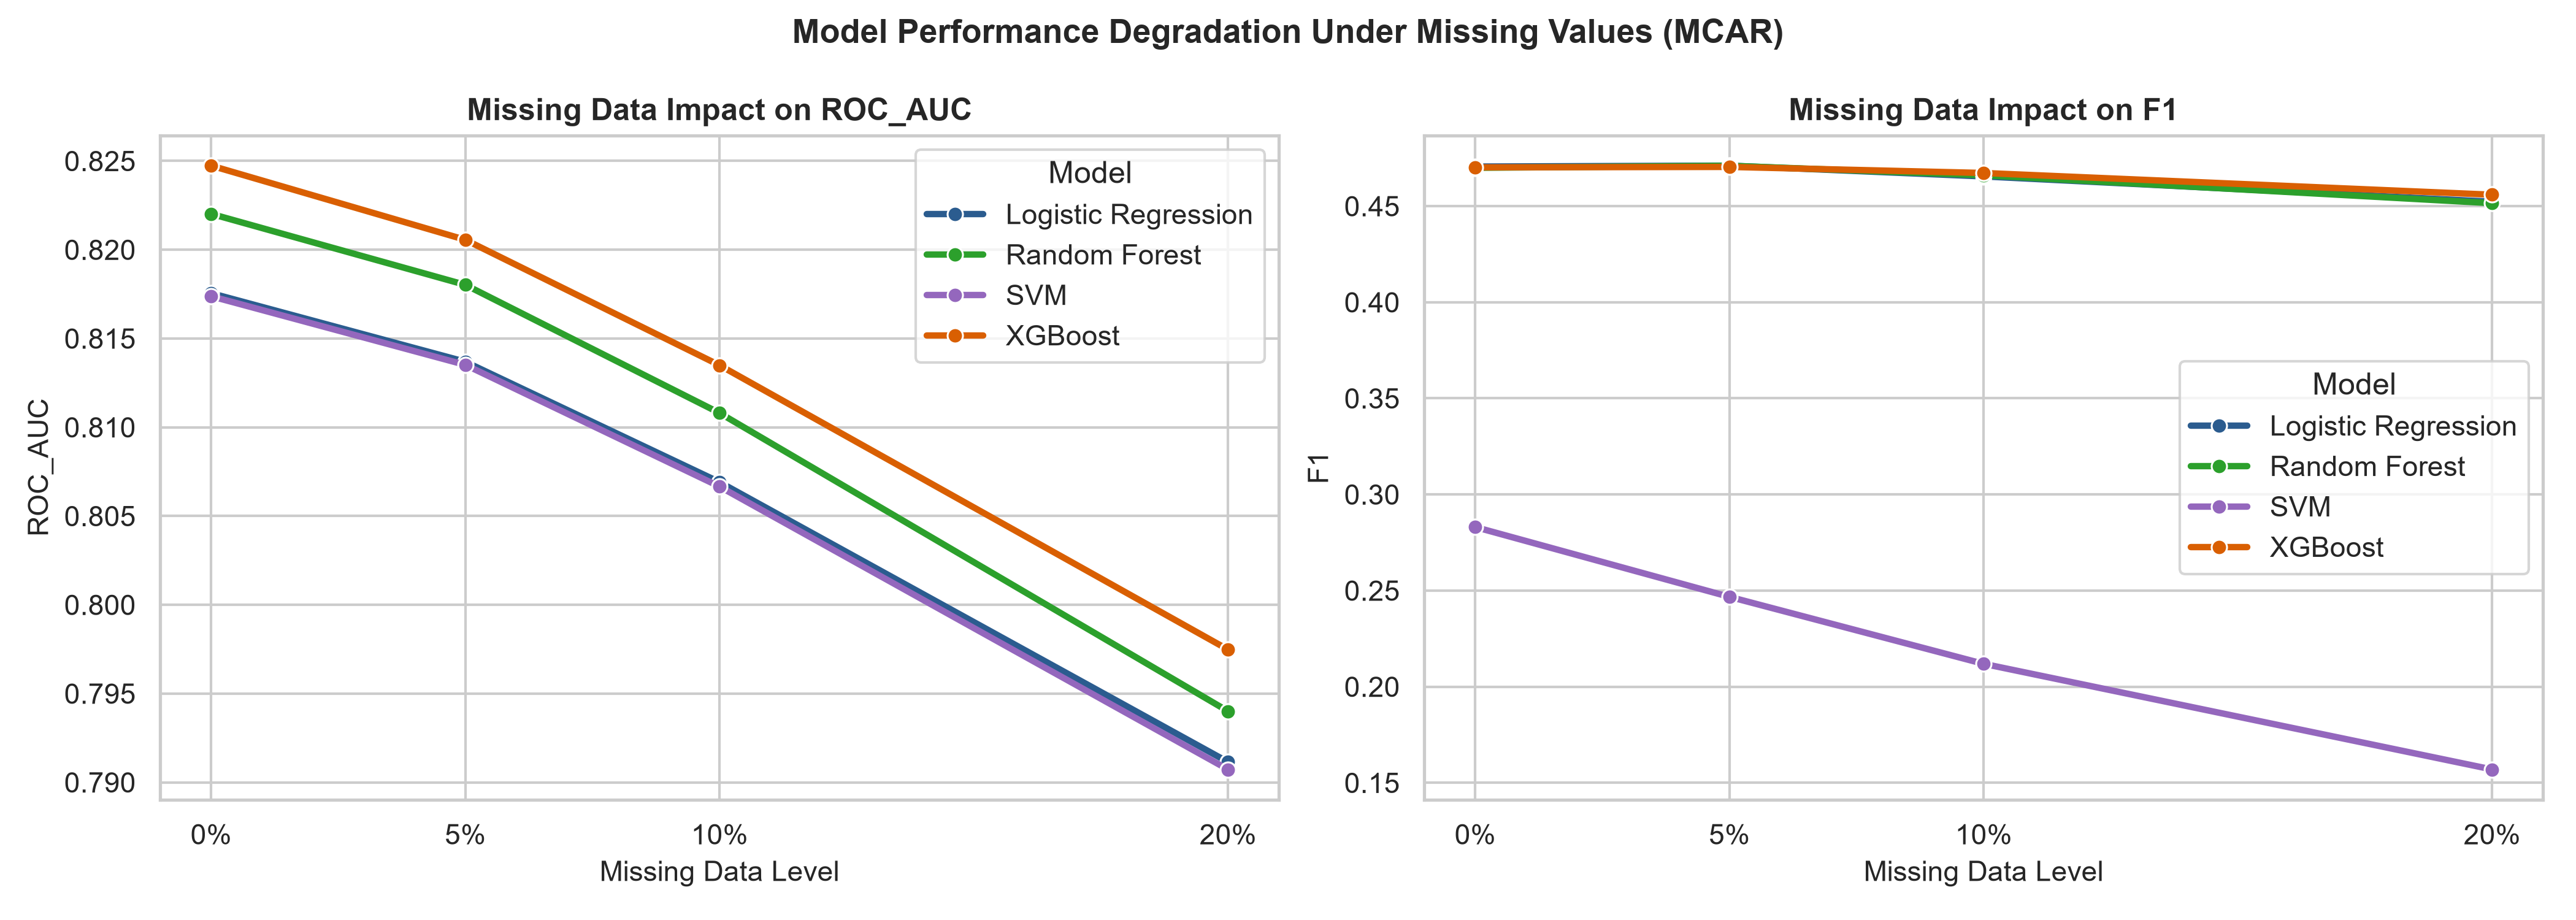 Model Performance Degradation Under Missing Values (MCAR)
Missing Data Impact on ROC_AUC
0.825
0.820
0.815
0.810
0.805
0.800
0.795
0.790
ROC_AUC
0%
5%
10%
20%
Missing Data Level
Model
Logistic Regression
Random Forest
SVM
XGBoost
Missing Data Impact on F1
0.45
0.40
0.35
0.30
0.25
0.20
0.15
F1
0%
5%
10%
20%
Missing Data Level
Model
Logistic Regression
Random Forest
SVM
XGBoost